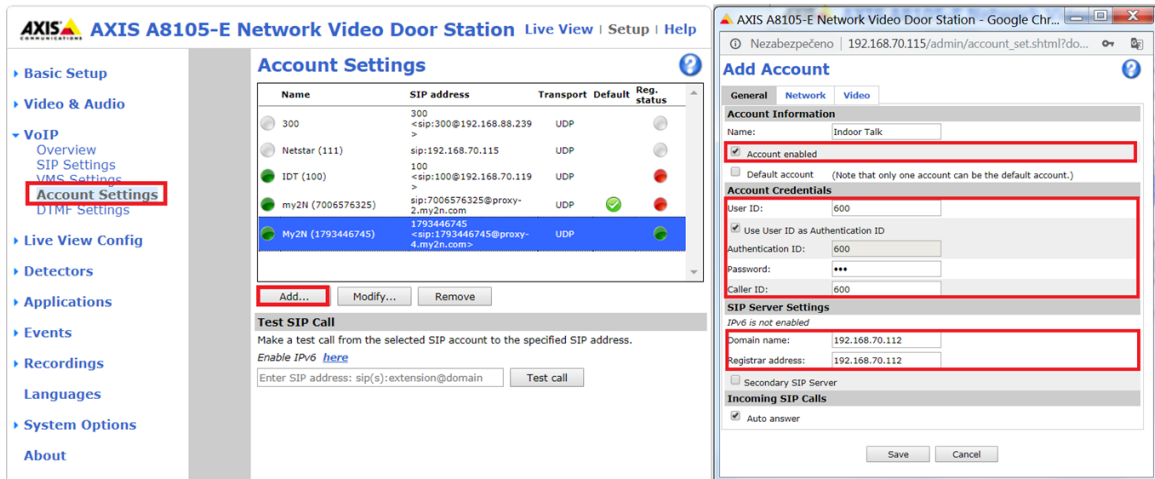 AXIS COMMUNICATIONS
AXIS A8105-E Network Video Door Station
Live View | Setup | Help
Basic Setup
Video & Audio
VoIP
Overview
SIP Settings
VMS Settings
Account Settings
DTMF Settings
Live View Config
Detectors
Applications
Events
Recordings
Languages
System Options
About
Account Settings
Name SIP address Transport Default Reg. status
300 300 <sip:300@192.168.88.239> UDP
Netstar (111) sip:192.168.70.115 UDP
IDT (100) 100 <sip:100@192.168.70.119> UDP
my2N (7006576325) sip:7006576325@proxy-2.my2n.com UDP
My2N (1793446745) 1793446745 <sip:1793446745@proxy-4.my2n.com> UDP
Add... Modify... Remove
Test SIP Call
Make a test call from the selected SIP account to the specified SIP address.
Enable IPv6 here
Enter SIP address: sip(s):extension@domain Test call
AXIS A8105-E Network Video Door Station - Google Chr...
Nezabezpečeno | 192.168.70.115/admin/account_set.shtml?do...
Add Account
General Network Video
Account Information
Name: Indoor Talk
Account enabled
Default account (Note that only one account can be the default account.)
Account Credentials
User ID: 600
Use User ID as Authentication ID
Authentication ID: 600
Password: •••
Caller ID: 600
SIP Server Settings
IPv6 is not enabled
Domain name: 192.168.70.112
Registrar address: 192.168.70.112
Secondary SIP Server
Incoming SIP Calls
Auto answer
Save Cancel